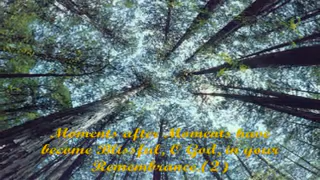 Moments after Moments have
become Blissful, O God, in your
Remembrance (2)